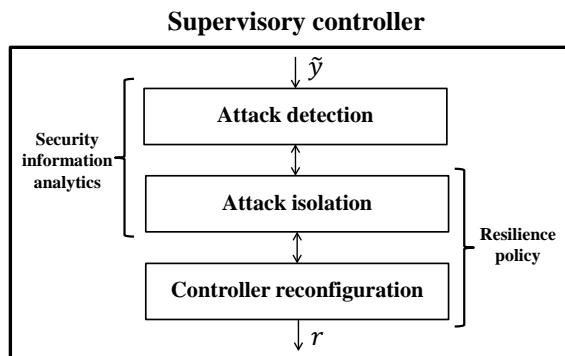 Supervisory controller
ỹ
Attack detection
Security
information
analytics
Attack isolation
Resilience
policy
Controller reconfiguration
r